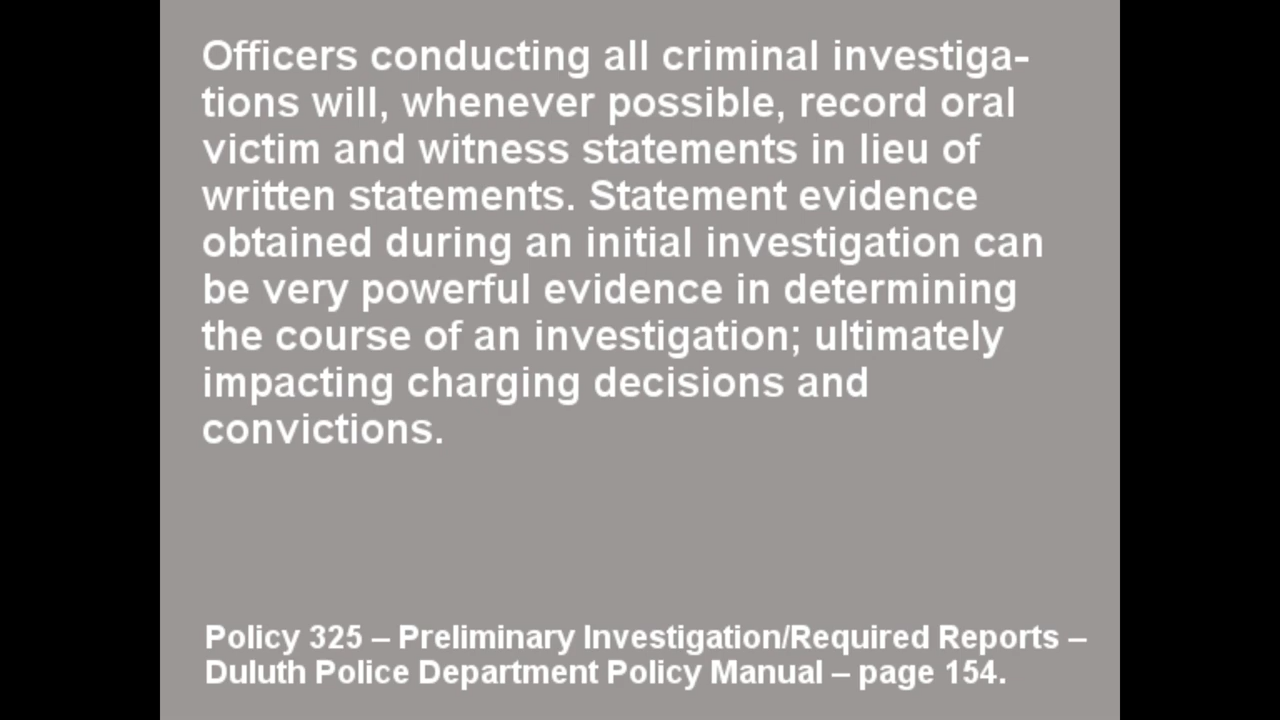 Officers conducting all criminal investiga-
tions will, whenever possible, record oral
victim and witness statements in lieu of
written statements. Statement evidence
obtained during an initial investigation can
be very powerful evidence in determining
the course of an investigation; ultimately
impacting charging decisions and
convictions.
Policy 325 – Preliminary Investigation/Required Reports –
Duluth Police Department Policy Manual – page 154.